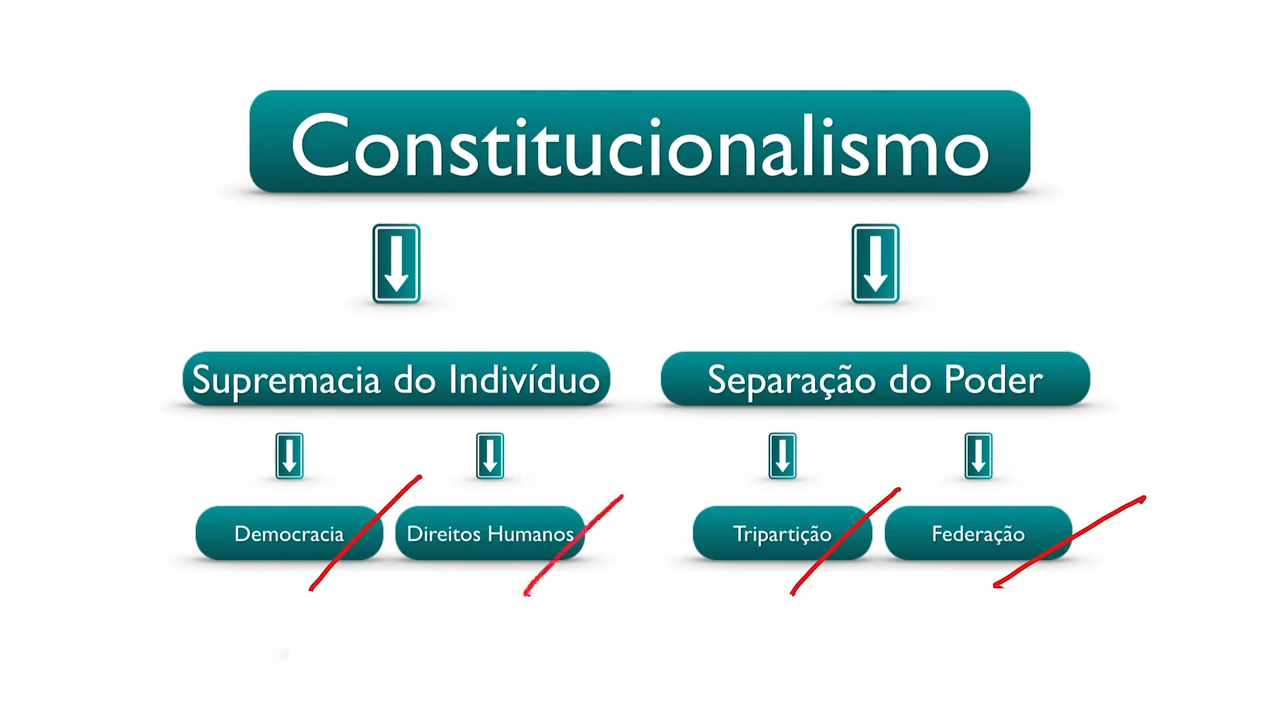 Constitucionalismo
Supremacia do Indivíduo
Separação do Poder
Democracia
Direitos Humanos
Tripartição
Federação